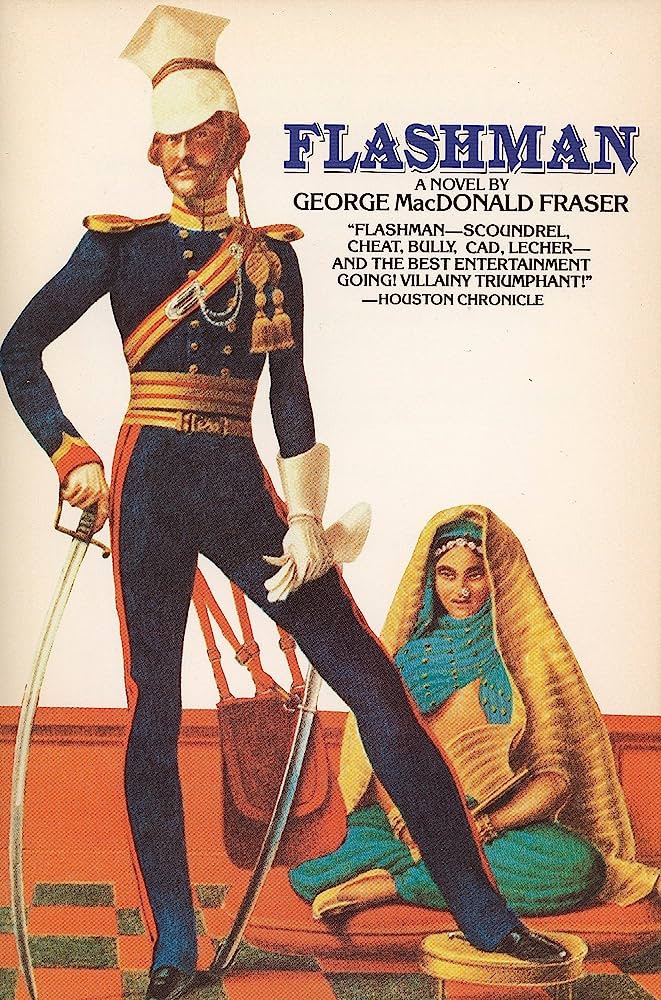 FLASHMAN
A NOVEL BY
GEORGE MacDONALD FRASER
“FLASHMAN—SCOUNDREL,
CHEAT, BULLY, CAD, LECHER—
AND THE BEST ENTERTAINMENT
GOING! VILLAINY TRIUMPHANT!”
—HOUSTON CHRONICLE